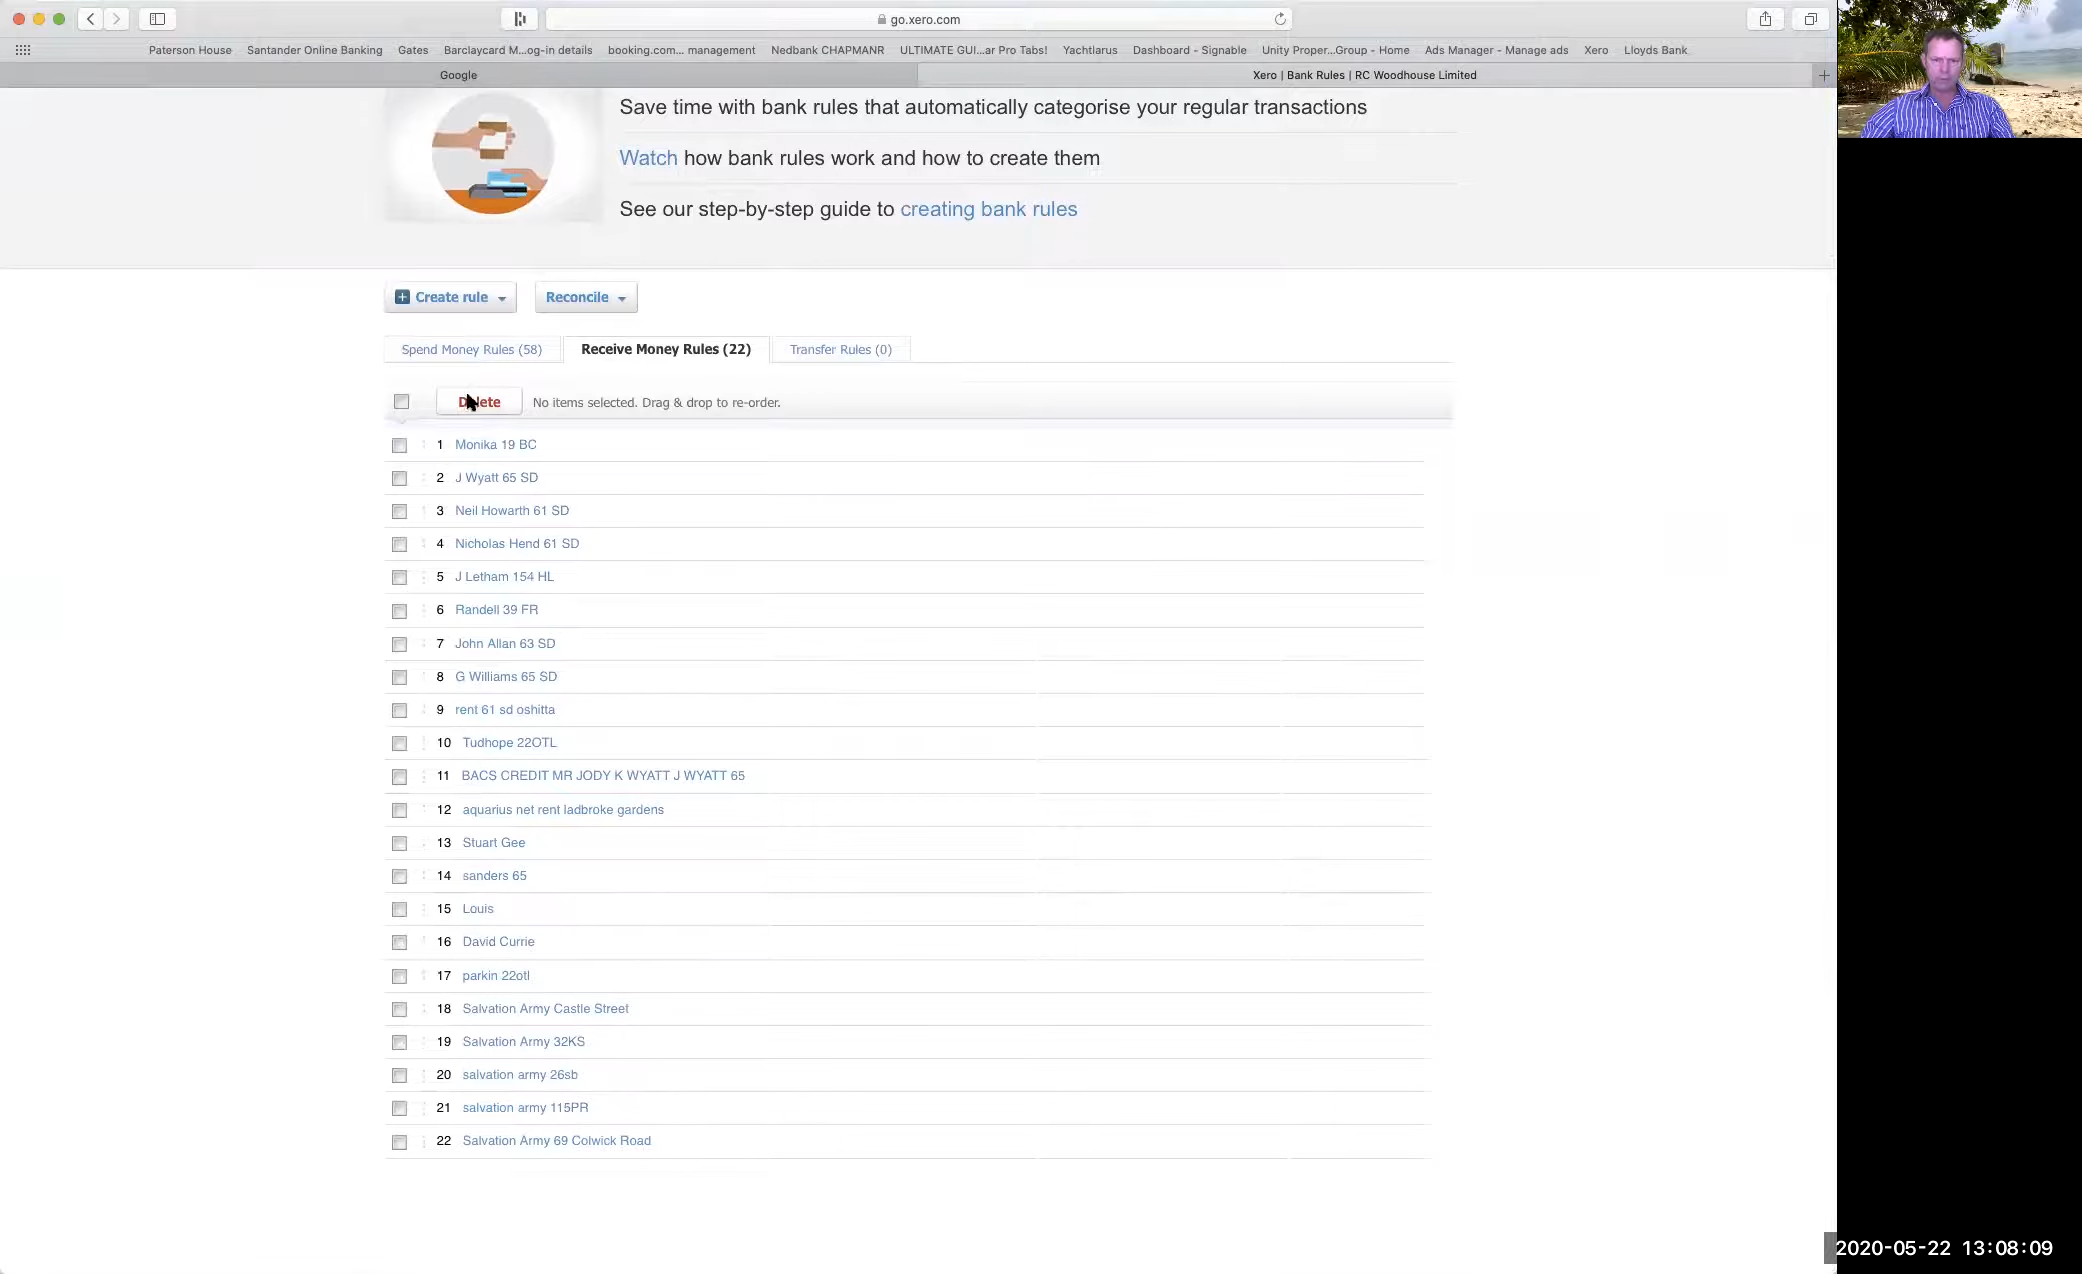 go.xero.com
Paterson House Santander Online Banking Gates Barclaycard M...og-in details booking.com... management Nedbank CHAPMANR ULTIMATE GUI...ar Pro Tabs! Yachtlarus Dashboard - Signable Unity Proper...Group - Home Ads Manager - Manage ads Xero Lloyds Bank
Google Xero | Bank Rules | RC Woodhouse Limited
Save time with bank rules that automatically categorise your regular transactions
Watch how bank rules work and how to create them
See our step-by-step guide to creating bank rules
Create rule Reconcile
Spend Money Rules (58) Receive Money Rules (22) Transfer Rules (0)
Delete No items selected. Drag & drop to re-order.
1 Monika 19 BC
2 J Wyatt 65 SD
3 Neil Howarth 61 SD
4 Nicholas Hend 61 SD
5 J Letham 154 HL
6 Randell 39 FR
7 John Allan 63 SD
8 G Williams 65 SD
9 rent 61 sd oshitta
10 Tudhope 22OTL
11 BACS CREDIT MR JODY K WYATT J WYATT 65
12 aquarius net rent ladbroke gardens
13 Stuart Gee
14 sanders 65
15 Louis
16 David Currie
17 parkin 22otl
18 Salvation Army Castle Street
19 Salvation Army 32KS
20 salvation army 26sb
21 salvation army 115PR
22 Salvation Army 69 Colwick Road
2020-05-22 13:08:09